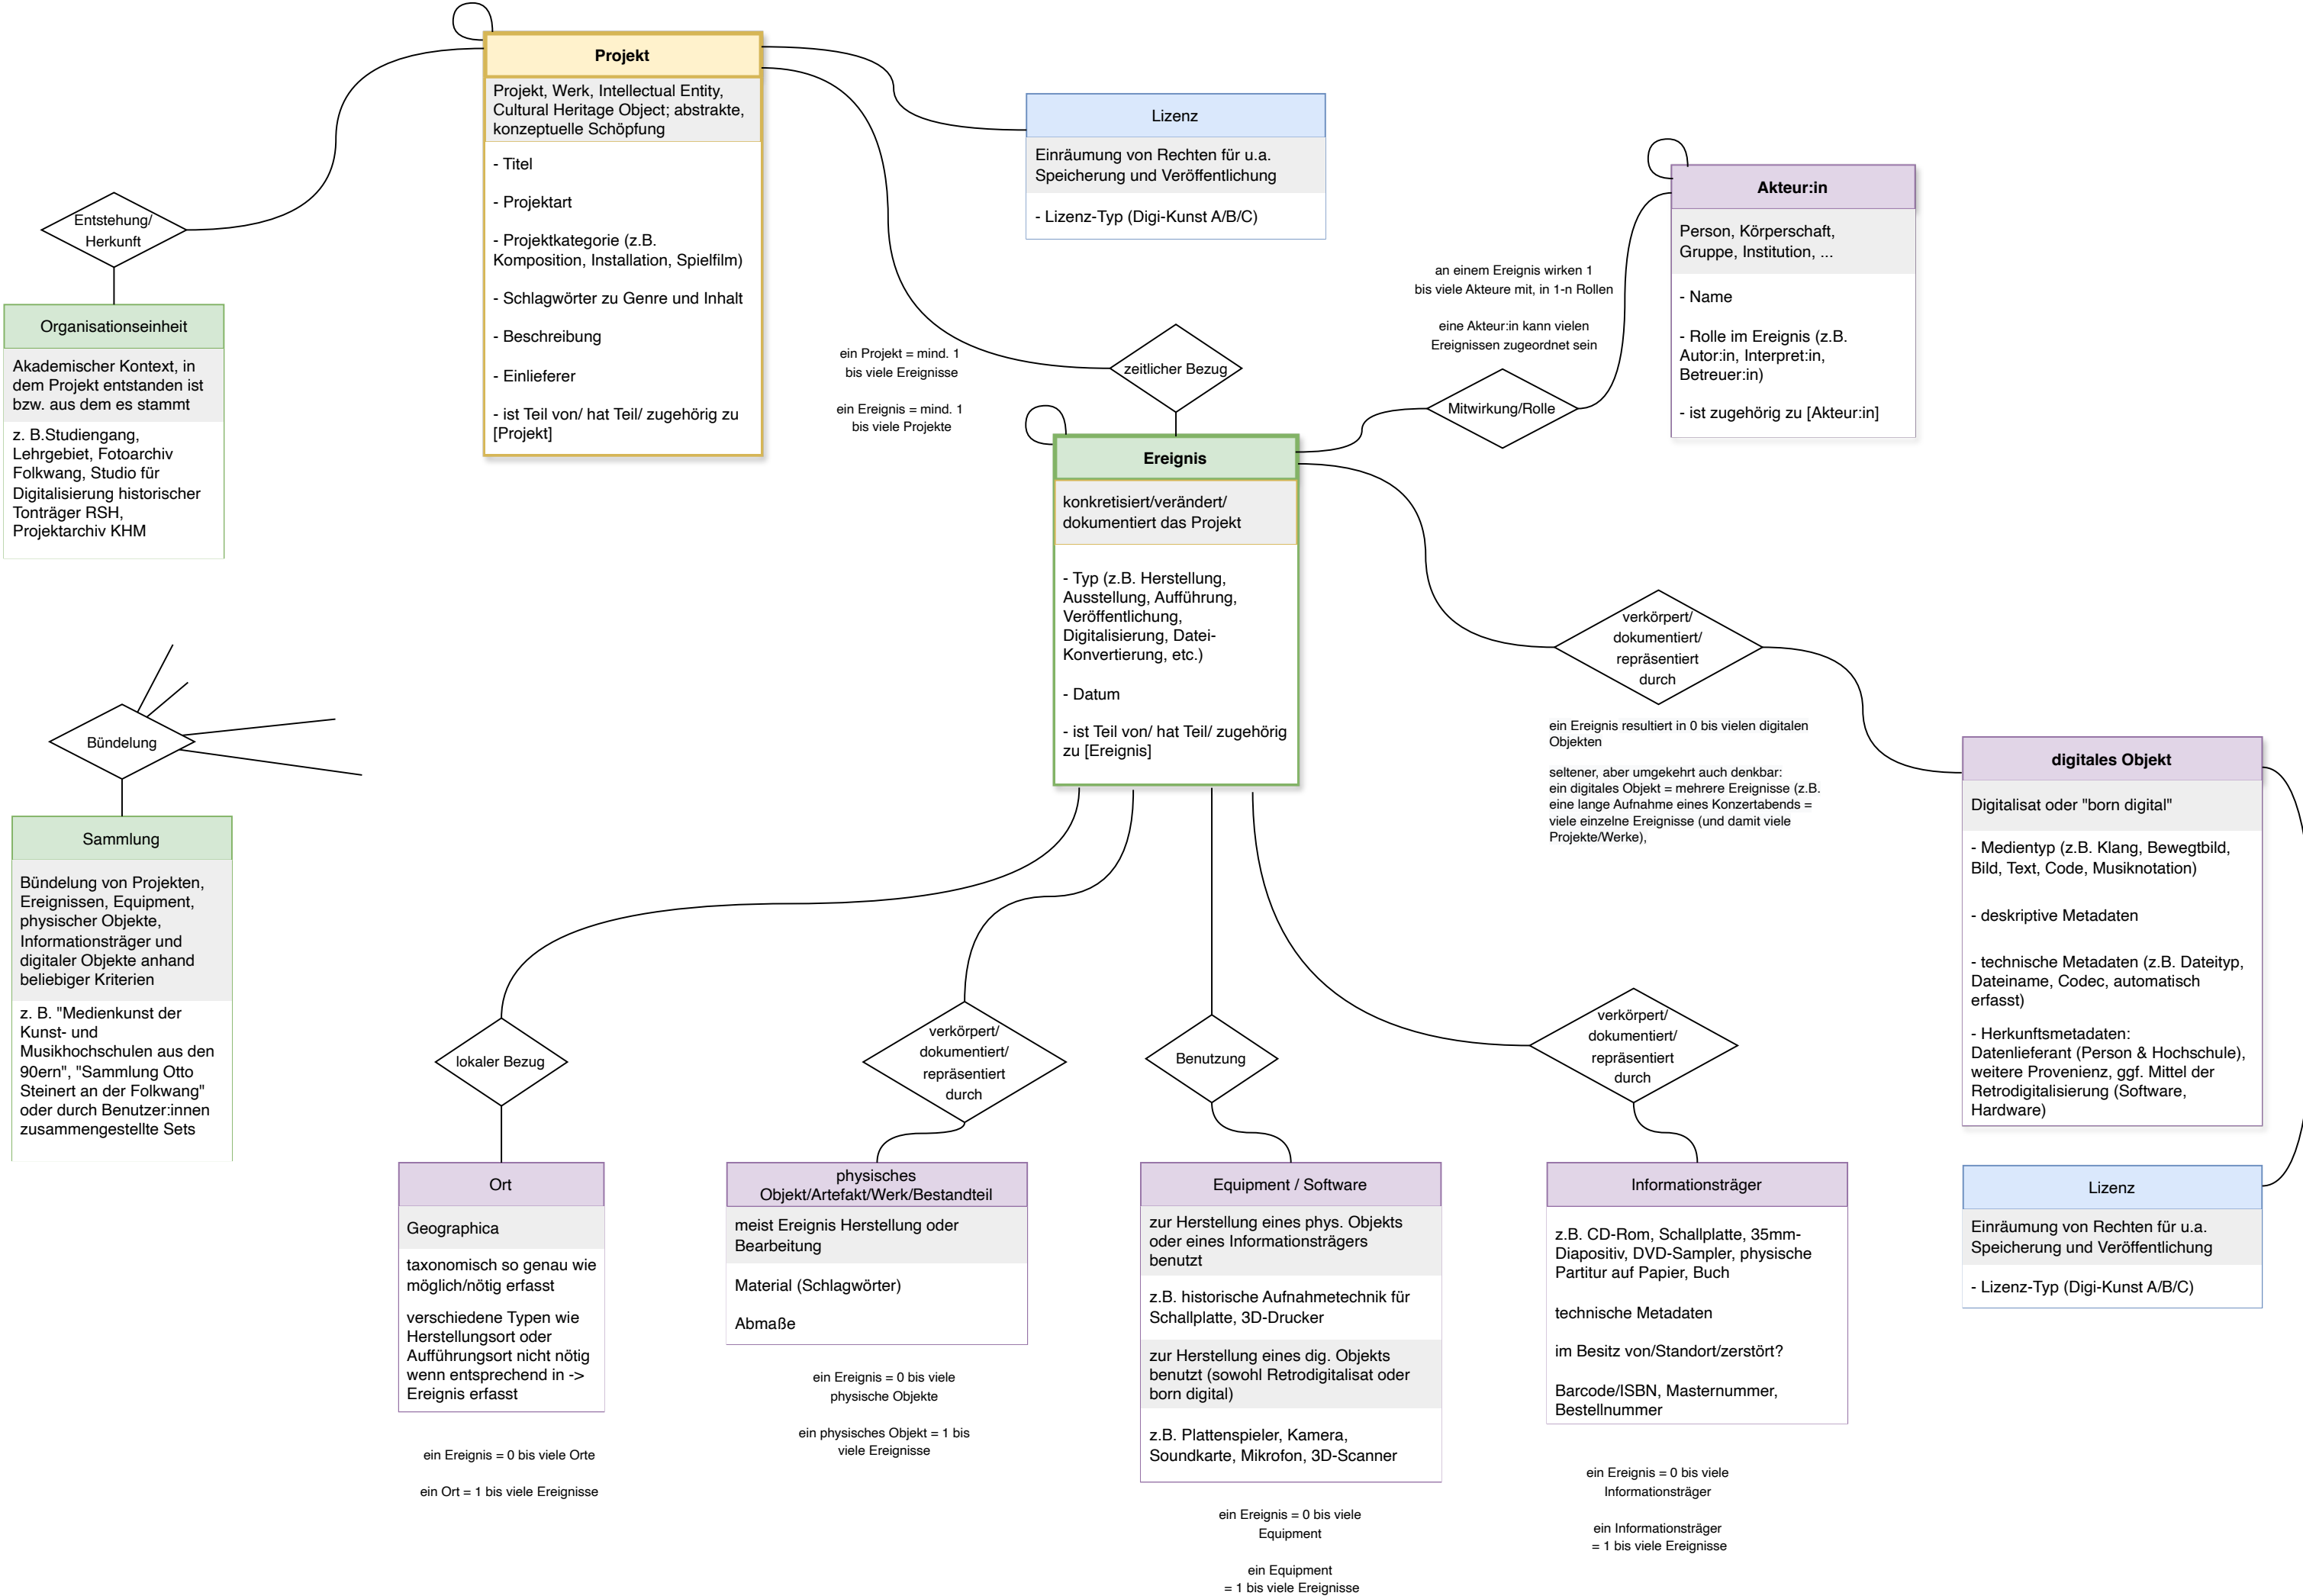 Projekt
Projekt, Werk, Intellectual Entity,
Cultural Heritage Object; abstrakte,
konzeptuelle Schöpfung
- Titel
- Projektart
- Projektkategorie (z.B.
Komposition, Installation, Spielfilm)
- Schlagwörter zu Genre und Inhalt
- Beschreibung
- Einlieferer
- ist Teil von/ hat Teil/ zugehörig zu
[Projekt]
Lizenz
Einräumung von Rechten für u.a.
Speicherung und Veröffentlichung
- Lizenz-Typ (Digi-Kunst A/B/C)
Akteur:in
Person, Körperschaft,
Gruppe, Institution, ...
- Name
- Rolle im Ereignis (z.B.
Autor:in, Interpret:in,
Betreuer:in)
- ist zugehörig zu [Akteur:in]
Entstehung/
Herkunft
Organisationseinheit
Akademischer Kontext, in
dem Projekt entstanden ist
bzw. aus dem es stammt
z. B.Studiengang,
Lehrgebiet, Fotoarchiv
Folkwang, Studio für
Digitalisierung historischer
Tonträger RSH,
Projektarchiv KHM
an einem Ereignis wirken 1
bis viele Akteure mit, in 1-n Rollen
eine Akteur:in kann vielen
Ereignissen zugeordnet sein
Mitwirkung/Rolle
ein Projekt = mind. 1
bis viele Ereignisse
ein Ereignis = mind. 1
bis viele Projekte
zeitlicher Bezug
Ereignis
konkretisiert/verändert/
dokumentiert das Projekt
- Typ (z.B. Herstellung,
Ausstellung, Aufführung,
Veröffentlichung,
Digitalisierung, Datei-
Konvertierung, etc.)
- Datum
- ist Teil von/ hat Teil/ zugehörig
zu [Ereignis]
verkörpert/
dokumentiert/
repräsentiert
durch
ein Ereignis resultiert in 0 bis vielen digitalen
Objekten
seltener, aber umgekehrt auch denkbar:
ein digitales Objekt = mehrere Ereignisse (z.B.
eine lange Aufnahme eines Konzertabends =
viele einzelne Ereignisse (und damit viele
Projekte/Werke),
digitales Objekt
Digitalisat oder "born digital"
- Medientyp (z.B. Klang, Bewegtbild,
Bild, Text, Code, Musiknotation)
- deskriptive Metadaten
- technische Metadaten (z.B. Dateityp,
Dateiname, Codec, automatisch
erfasst)
- Herkunftsmetadaten:
Datenlieferant (Person & Hochschule),
weitere Provenienz, ggf. Mittel der
Retrodigitalisierung (Software,
Hardware)
Bündelung
Sammlung
Bündelung von Projekten,
Ereignissen, Equipment,
physischer Objekte,
Informationsträger und
digitaler Objekte anhand
beliebiger Kriterien
z. B. "Medienkunst der
Kunst- und
Musikhochschulen aus den
90ern", "Sammlung Otto
Steinert an der Folkwang"
oder durch Benutzer:innen
zusammengestellte Sets
lokaler Bezug
verkörpert/
dokumentiert/
repräsentiert
durch
Benutzung
verkörpert/
dokumentiert/
repräsentiert
durch
Ort
Geographica
taxonomisch so genau wie
möglich/nötig erfasst
verschiedene Typen wie
Herstellungsort oder
Aufführungsort nicht nötig
wenn entsprechend in ->
Ereignis erfasst
ein Ereignis = 0 bis viele Orte
ein Ort = 1 bis viele Ereignisse
physisches
Objekt/Artefakt/Werk/Bestandteil
meist Ereignis Herstellung oder
Bearbeitung
Material (Schlagwörter)
Abmaße
ein Ereignis = 0 bis viele
physische Objekte
ein physisches Objekt = 1 bis
viele Ereignisse
Equipment / Software
zur Herstellung eines phys. Objekts
oder eines Informationsträgers
benutzt
z.B. historische Aufnahmetechnik für
Schallplatte, 3D-Drucker
zur Herstellung eines dig. Objekts
benutzt (sowohl Retrodigitalisat oder
born digital)
z.B. Plattenspieler, Kamera,
Soundkarte, Mikrofon, 3D-Scanner
ein Ereignis = 0 bis viele
Equipment
ein Equipment
= 1 bis viele Ereignisse
Informationsträger
z.B. CD-Rom, Schallplatte, 35mm-
Diapositiv, DVD-Sampler, physische
Partitur auf Papier, Buch
technische Metadaten
im Besitz von/Standort/zerstört?
Barcode/ISBN, Masternummer,
Bestellnummer
ein Ereignis = 0 bis viele
Informationsträger
ein Informationsträger
= 1 bis viele Ereignisse
Lizenz
Einräumung von Rechten für u.a.
Speicherung und Veröffentlichung
- Lizenz-Typ (Digi-Kunst A/B/C)